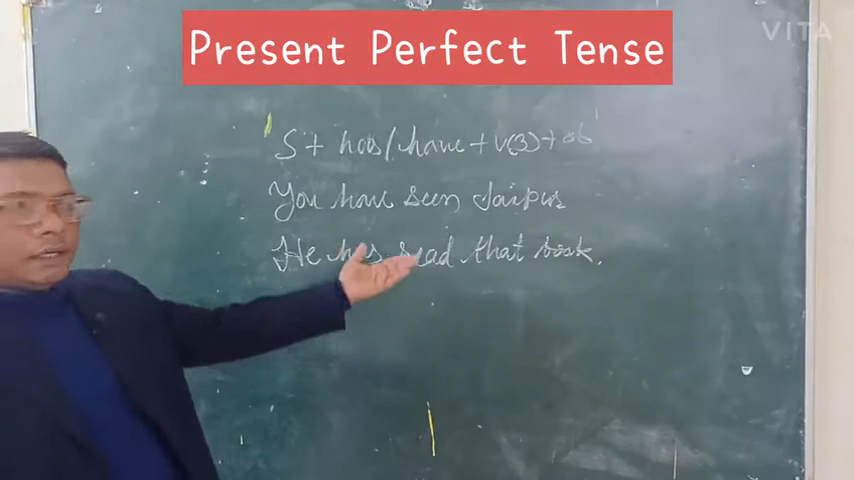 Present Perfect Tense
VITA
S + has/have + V(3) + ob
You have seen Jaipur
He has read that book.